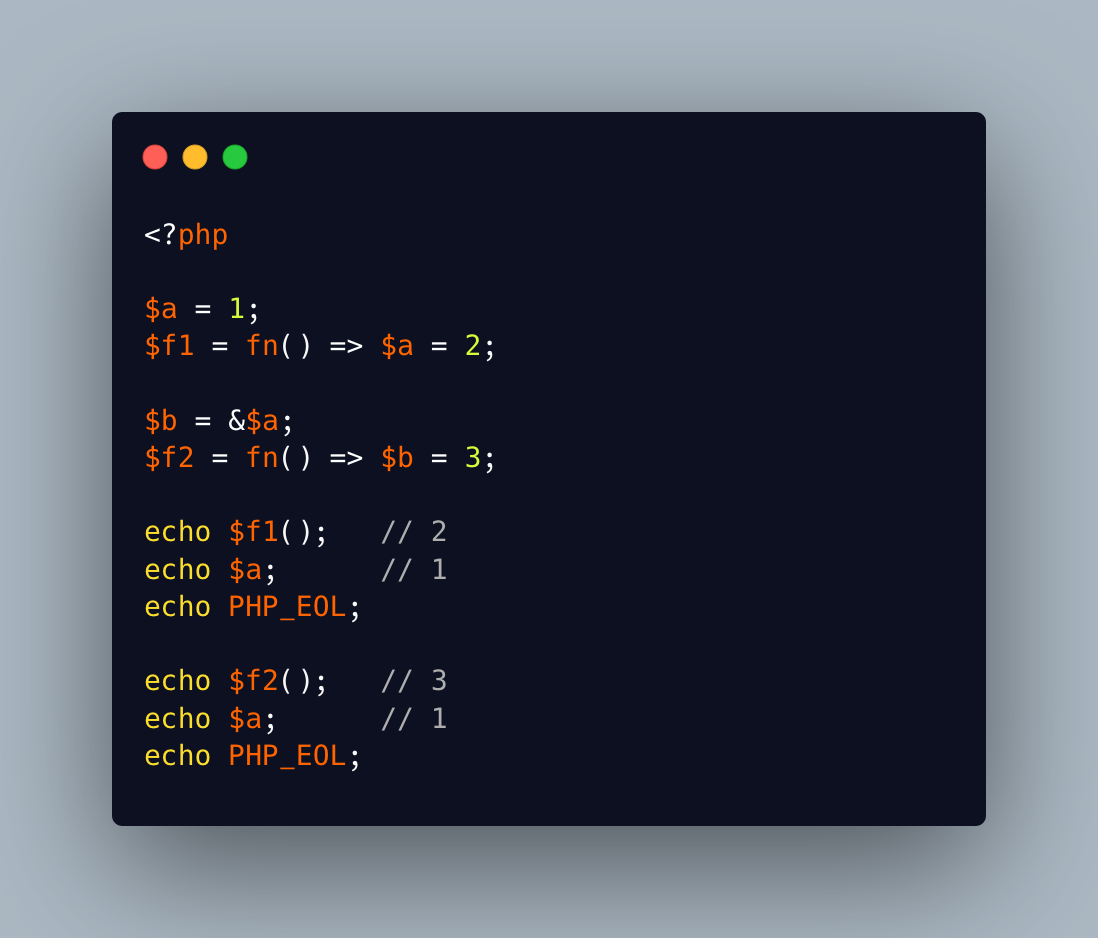 <?php

$a = 1;
$f1 = fn() => $a = 2;

$b = &$a;
$f2 = fn() => $b = 3;

echo $f1();   // 2
echo $a;      // 1
echo PHP_EOL;

echo $f2();   // 3
echo $a;      // 1
echo PHP_EOL;